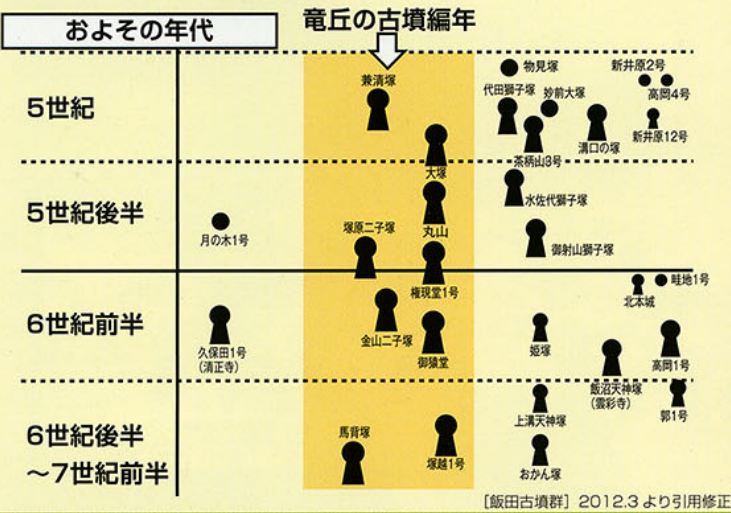 竜丘の古墳編年
およその年代
5世紀
兼清塚
大塚
物見塚
代田獅子塚
妙前大塚
茶柄山3号
溝口の塚
新井原2号
高岡4号
新井原12号
5世紀後半
月の木1号
塚原二子塚
丸山
権現堂1号
水佐代獅子塚
御射山獅子塚
6世紀前半
久保田1号
(清正寺)
金山二子塚
御猿堂
北本城
畦地1号
姫塚
飯沼天神塚
(雲彩寺)
高岡1号
6世紀後半
～7世紀前半
馬背塚
塚越1号
上溝天神塚
おかん塚
郭1号
[飯田古墳群] 2012.3 より引用修正